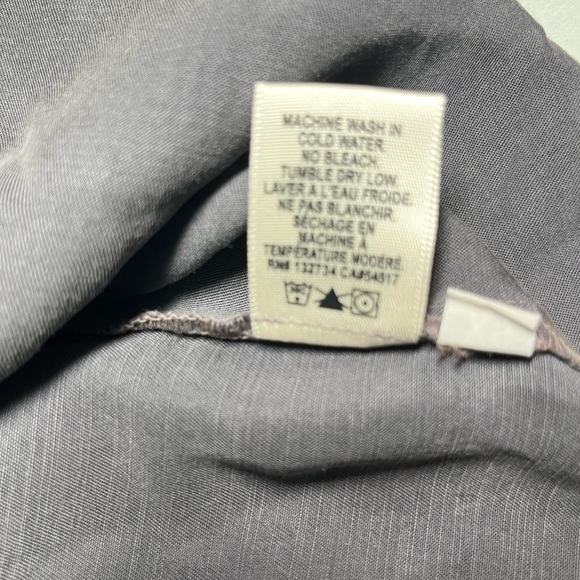 MACHINE WASH IN
COLD WATER.
NO BLEACH.
TUMBLE DRY LOW.
LAVER À L'EAU FROIDE.
NE PAS BLANCHIR.
SÉCHAGE EN
MACHINE À
TEMPÉRATURE MODÉRÉ.
RN# 132734 CA#54517